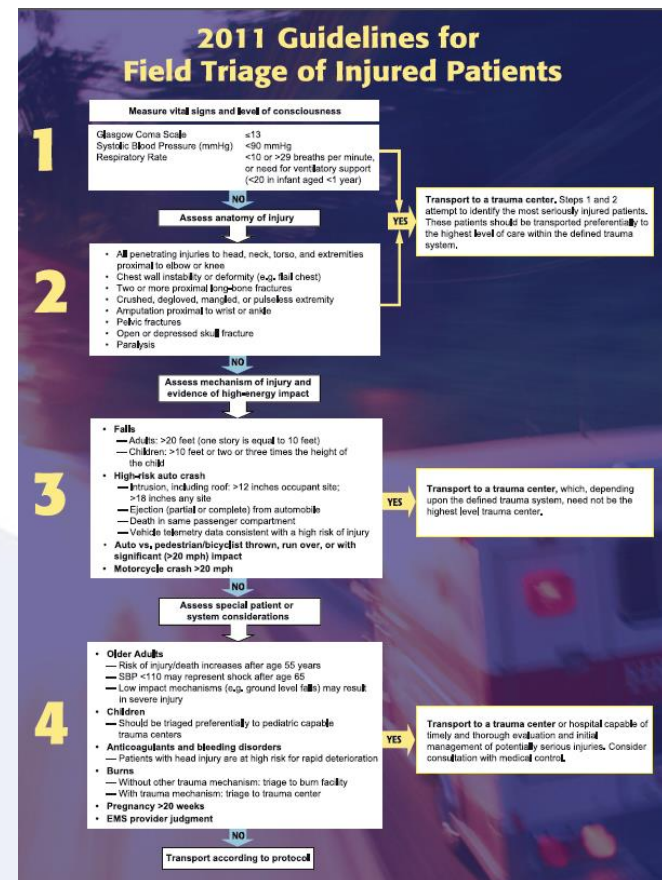 2011 Guidelines for
Field Triage of Injured Patients
1
Measure vital signs and level of consciousness
Glasgow Coma Scale ≤13
Systolic Blood Pressure (mmHg) <90 mmHg
Respiratory Rate <10 or >29 breaths per minute,
or need for ventilatory support
(<20 in infant aged <1 year)
NO
YES
Transport to a trauma center. Steps 1 and 2
attempt to identify the most seriously injured patients.
These patients should be transported preferentially to
the highest level of care within the defined trauma
system.
Assess anatomy of injury
2
• All penetrating injuries to head, neck, torso, and extremities
proximal to elbow or knee
• Chest wall instability or deformity (e.g. flail chest)
• Two or more proximal long-bone fractures
• Crushed, degloved, mangled, or pulseless extremity
• Amputation proximal to wrist or ankle
• Pelvic fractures
• Open or depressed skull fracture
• Paralysis
NO
Assess mechanism of injury and
evidence of high-energy impact
3
• Falls
— Adults: >20 feet (one story is equal to 10 feet)
— Children: >10 feet or two or three times the height of
the child
• High-risk auto crash
— Intrusion, including roof: >12 inches occupant site;
>18 inches any site
— Ejection (partial or complete) from automobile
— Death in same passenger compartment
— Vehicle telemetry data consistent with a high risk of injury
• Auto vs. pedestrian/bicyclist thrown, run over, or with
significant (>20 mph) impact
• Motorcycle crash >20 mph
YES
Transport to a trauma center, which, depending
upon the defined trauma system, need not be the
highest level trauma center.
NO
Assess special patient or
system considerations
4
• Older Adults
— Risk of injury/death increases after age 55 years
— SBP <110 may represent shock after age 65
— Low impact mechanisms (e.g. ground level falls) may result
in severe injury
• Children
— Should be triaged preferentially to pediatric capable
trauma centers
• Anticoagulants and bleeding disorders
— Patients with head injury are at high risk for rapid deterioration
• Burns
— Without other trauma mechanism: triage to burn facility
— With trauma mechanism: triage to trauma center
• Pregnancy >20 weeks
• EMS provider judgment
YES
Transport to a trauma center or hospital capable of
timely and thorough evaluation and initial
management of potentially serious injuries. Consider
consultation with medical control.
NO
Transport according to protocol